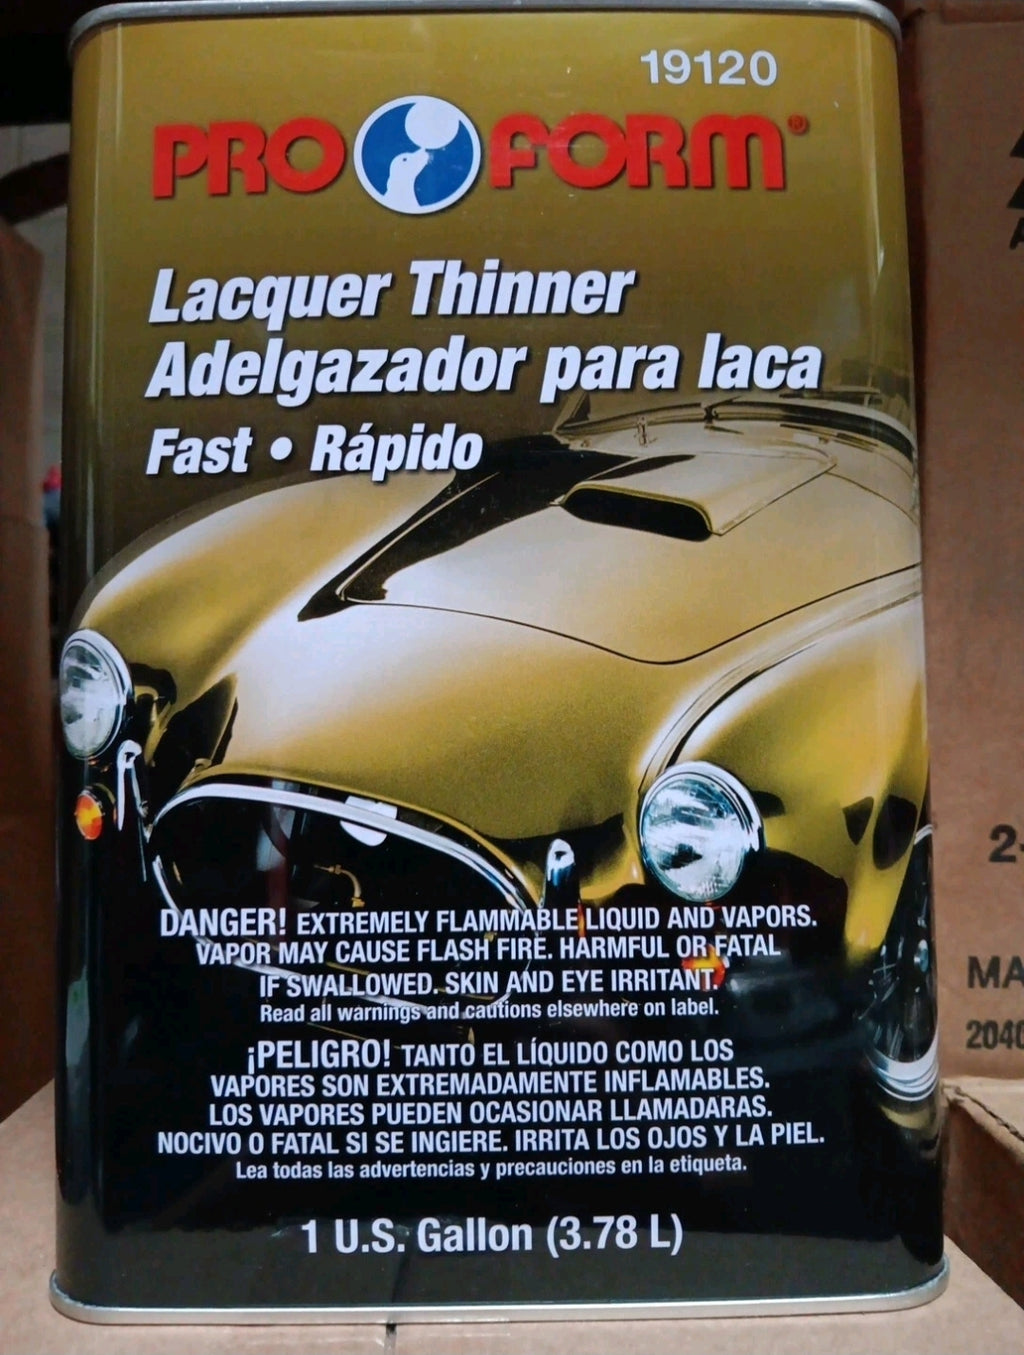 19120
PRO FORM®
Lacquer Thinner
Adelgazador para laca
Fast • Rápido
DANGER! EXTREMELY FLAMMABLE LIQUID AND VAPORS.
VAPOR MAY CAUSE FLASH FIRE. HARMFUL OR FATAL
IF SWALLOWED. SKIN AND EYE IRRITANT.
Read all warnings and cautions elsewhere on label.
¡PELIGRO! TANTO EL LÍQUIDO COMO LOS
VAPORES SON EXTREMADAMENTE INFLAMABLES.
LOS VAPORES PUEDEN OCASIONAR LLAMADARAS.
NOCIVO O FATAL SI SE INGIERE. IRRITA LOS OJOS Y LA PIEL.
Lea todas las advertencias y precauciones en la etiqueta.
1 U.S. Gallon (3.78 L)